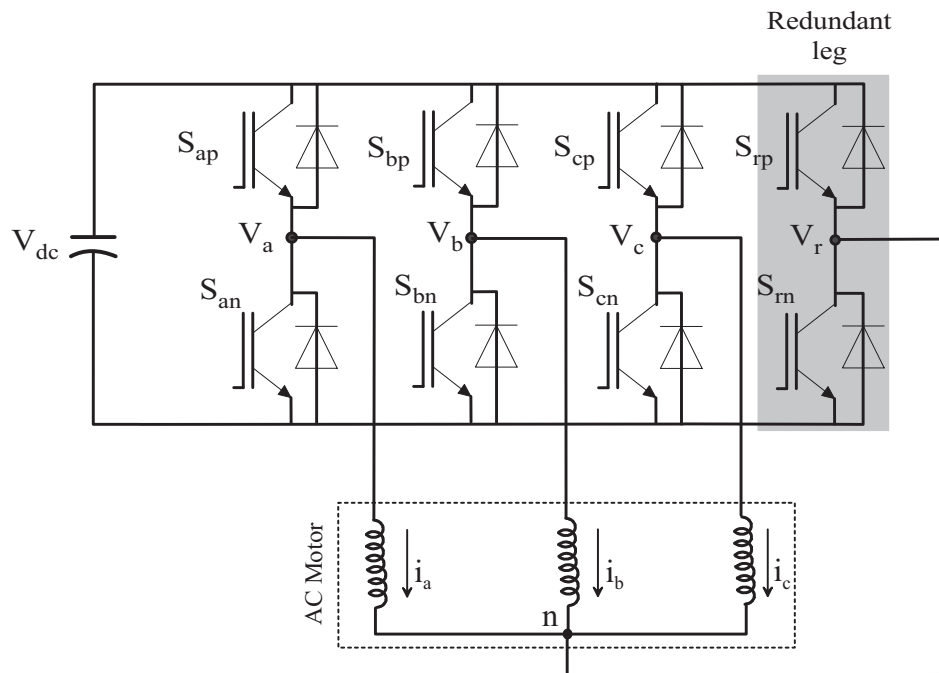 Redundant
leg
S_ap
S_bp
S_cp
S_rp
V_dc
V_a
V_b
V_c
V_r
S_an
S_bn
S_cn
S_rn
AC Motor
i_a
i_b
i_c
n